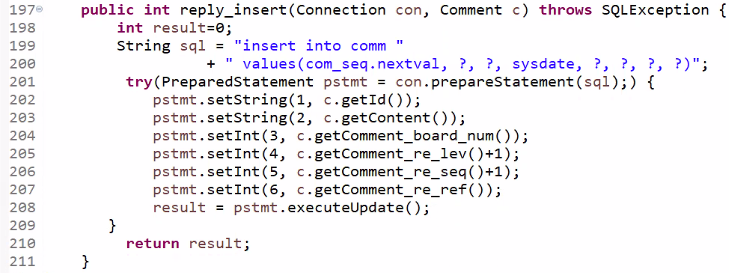 197 public int reply_insert(Connection con, Comment c) throws SQLException {
198 int result=0;
199 String sql = "insert into comm "
200 + " values(com_seq.nextval, ?, ?, sysdate, ?, ?, ?, ?)";
201 try(PreparedStatement pstmt = con.prepareStatement(sql);) {
202 pstmt.setString(1, c.getId());
203 pstmt.setString(2, c.getContent());
204 pstmt.setInt(3, c.getComment_board_num());
205 pstmt.setInt(4, c.getComment_re_lev()+1);
206 pstmt.setInt(5, c.getComment_re_seq()+1);
207 pstmt.setInt(6, c.getComment_re_ref());
208 result = pstmt.executeUpdate();
209 }
210 return result;
211 }